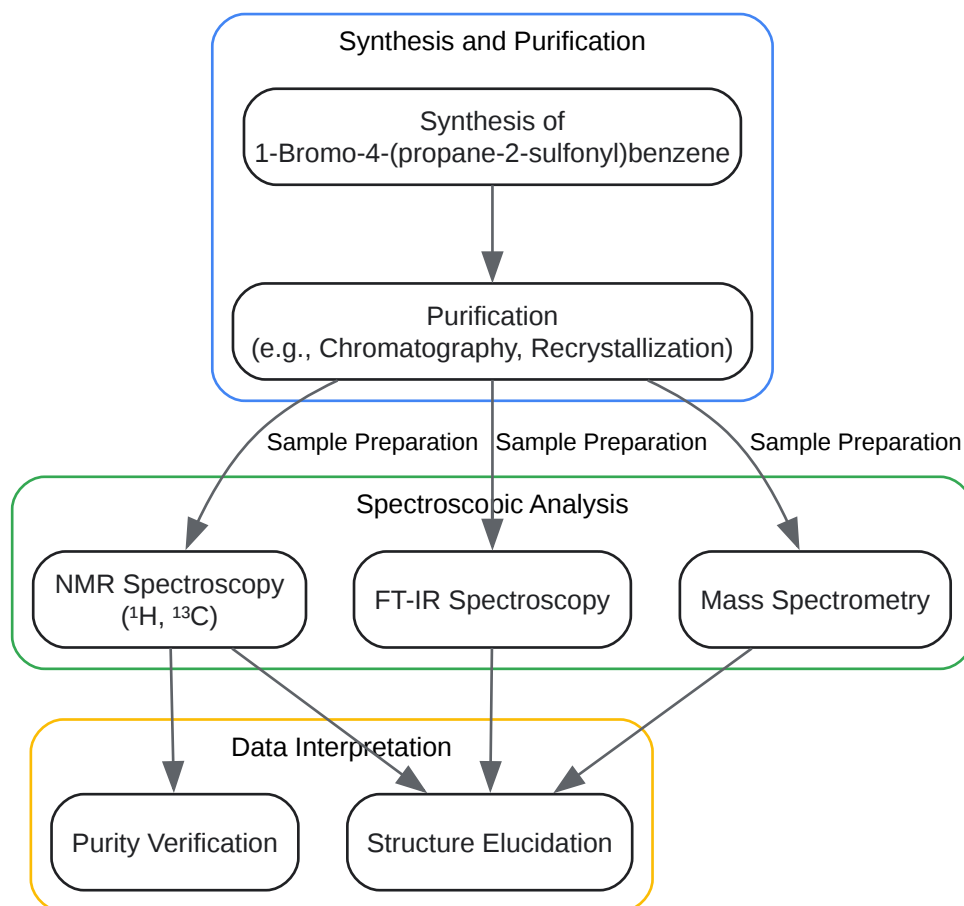 Synthesis and Purification
Synthesis of
1-Bromo-4-(propane-2-sulfonyl)benzene
Purification
(e.g., Chromatography, Recrystallization)
Sample Preparation
Sample Preparation
Sample Preparation
Spectroscopic Analysis
NMR Spectroscopy
(¹H, ¹³C)
FT-IR Spectroscopy
Mass Spectrometry
Data Interpretation
Purity Verification
Structure Elucidation